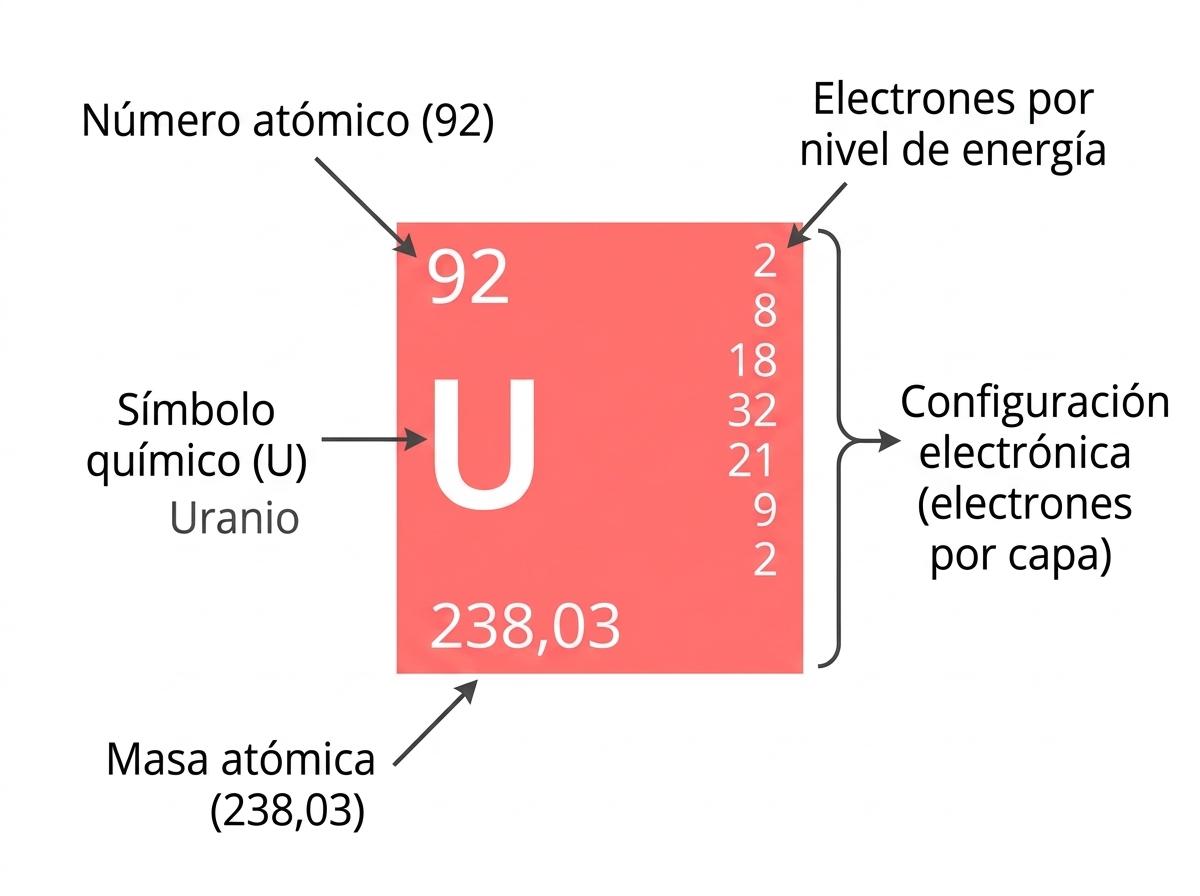 Número atómico (92)
Electrones por
nivel de energía
92
2
8
18
32
21
9
2
Símbolo
químico (U)
Uranio
U
Configuración
electrónica
(electrones
por capa)
238,03
Masa atómica
(238,03)